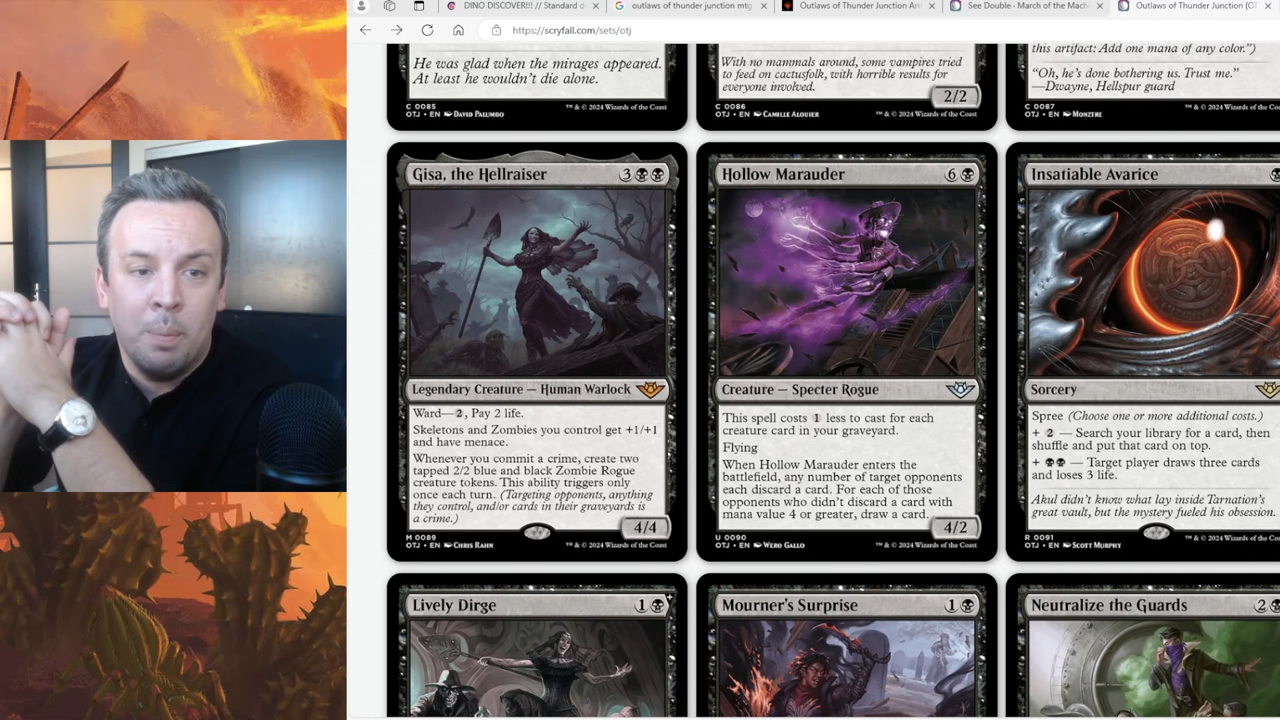 DINO DISCOVER!!! // Standard d
outlaws of thunder junction mtg
Outlaws of Thunder Junction Ar
See Double - March of the Mach
Outlaws of Thunder Junction (OT
https://scryfall.com/sets/otj
He was glad when the mirages appeared.
At least he wouldn't die alone.
C 0085
OTJ • EN DAVID PALUMBO
™ & © 2024 Wizards of the Coast
With no mammals around, some vampires tried
to feed on cactusfolk, with horrible results for
everyone involved.
2/2
C 0086
OTJ • EN CAMILLE ALQUIER
™ & © 2024 Wizards of the Coast
this artifact: Add one mana of any color.")
"Oh, he's done bothering us. Trust me."
—Dwayne, Hellspur guard
C 0087
OTJ • EN MONZTRE
™ & © 2024 Wiz
Gisa, the Hellraiser 3
Legendary Creature — Human Warlock
Ward—2, Pay 2 life.
Skeletons and Zombies you control get +1/+1
and have menace.
Whenever you commit a crime, create two
tapped 2/2 blue and black Zombie Rogue
creature tokens. This ability triggers only
once each turn. (Targeting opponents, anything
they control, and/or cards in their graveyards is
a crime.)
4/4
M 0089
OTJ • EN CHRIS RAHN
™ & © 2024 Wizards of the Coast
Hollow Marauder 6
Creature — Specter Rogue
This spell costs 1 less to cast for each
creature card in your graveyard.
Flying
When Hollow Marauder enters the
battlefield, any number of target opponents
each discard a card. For each of those
opponents who didn't discard a card with
mana value 4 or greater, draw a card.
4/2
U 0090
OTJ • EN WERO GALLO
™ & © 2024 Wizards of the Coast
Insatiable Avarice
Sorcery
Spree (Choose one or more additional costs.)
+ 2 — Search your library for a card, then
shuffle and put that card on top.
+ — Target player draws three cards
and loses 3 life.
Akul didn't know what lay inside Tarnation's
great vault, but the mystery fueled his obsession.
R 0091
OTJ • EN SCOTT MURPHY
™ & © 2024 Wizards of the Coast
Lively Dirge 1
Mourner's Surprise 1
Neutralize the Guards 2